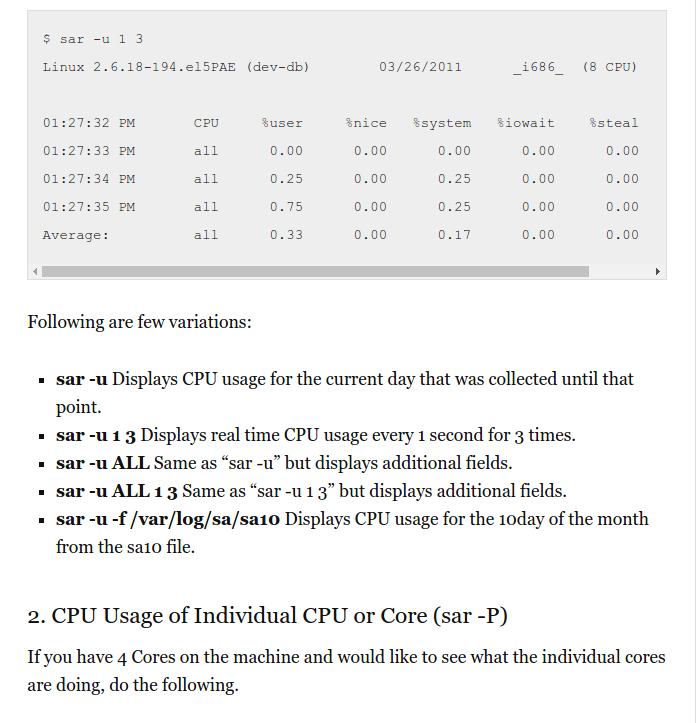 $ sar -u 1 3
Linux 2.6.18-194.el5PAE (dev-db) 03/26/2011 _i686_ (8 CPU)
01:27:32 PM CPU %user %nice %system %iowait %steal
01:27:33 PM all 0.00 0.00 0.00 0.00 0.00
01:27:34 PM all 0.25 0.00 0.25 0.00 0.00
01:27:35 PM all 0.75 0.00 0.25 0.00 0.00
Average: all 0.33 0.00 0.17 0.00 0.00
Following are few variations:
▪ sar -u Displays CPU usage for the current day that was collected until that
point.
▪ sar -u 1 3 Displays real time CPU usage every 1 second for 3 times.
▪ sar -u ALL Same as “sar -u” but displays additional fields.
▪ sar -u ALL 1 3 Same as “sar -u 1 3” but displays additional fields.
▪ sar -u -f /var/log/sa/sa10 Displays CPU usage for the 10day of the month
from the sa10 file.
2. CPU Usage of Individual CPU or Core (sar -P)
If you have 4 Cores on the machine and would like to see what the individual cores
are doing, do the following.